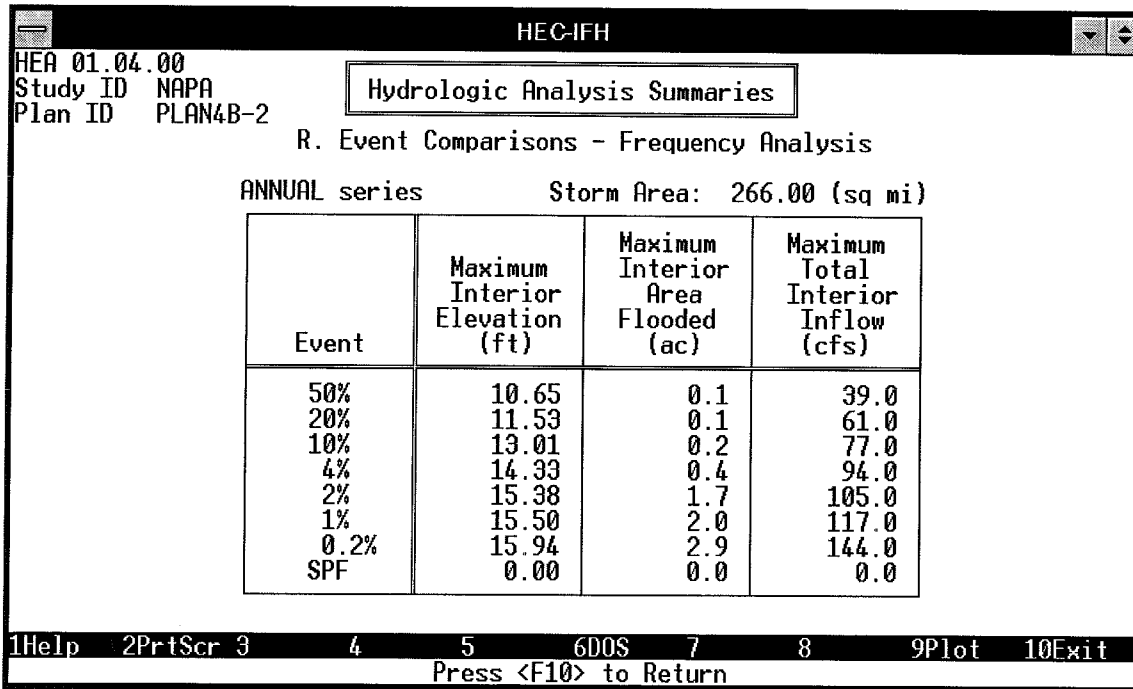 HEC-IFH
HEA 01.04.00
Study ID NAPA
Plan ID PLAN4B-2
Hydrologic Analysis Summaries
R. Event Comparisons - Frequency Analysis
ANNUAL series Storm Area: 266.00 (sq mi)
Event Maximum Interior Elevation (ft) Maximum Interior Area Flooded (ac) Maximum Total Interior Inflow (cfs)
50% 10.65 0.1 39.0
20% 11.53 0.1 61.0
10% 13.01 0.2 77.0
4% 14.33 0.4 94.0
2% 15.38 1.7 105.0
1% 15.50 2.0 117.0
0.2% 15.94 2.9 144.0
SPF 0.00 0.0 0.0
1Help 2PrtScr 3 4 5 6DOS 7 8 9Plot 10Exit
Press <F10> to Return